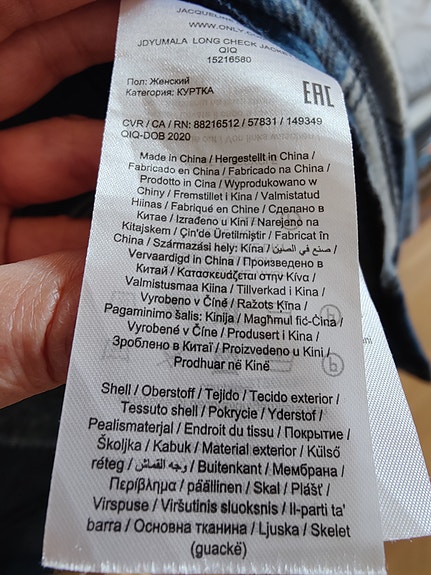 JACQUELINE
WWW.ONLY.
JDYUMALA LONG CHECK JACKE
QIQ
15216580
Пол: Женский
Категория: КУРТКА
EAC
CVR / CA / RN: 88216512 / 57831 / 149349
QIQ-DOB 2020
Made in China / Hergestellt in China /
Fabricado en China / Fabricado na China /
Prodotto in Cina / Wyprodukowano w
Chiny / Fremstillet i Kina / Valmistatud
Hiinas / Fabriqué en Chine / Сделано в
Китае / Izrađeno u Kini / Narejeno na
Kitajskem / Çin'de Üretilmiştir / Fabricat în
China / Származási hely: Kína / صنع في الصين /
Vervaardigd in China / Произведено в
Китай / Κατασκευάζεται στην Κίνα /
Valmistusmaa Kiina / Tillverkad i Kina /
Vyrobeno v Číně / Ražots Ķīna /
Pagaminimo šalis: Kinija / Magħmul fiċ-Ċina /
Vyrobené v Číne / Produsert i Kina /
Зроблено в Китаї / Proizvedeno u Kini /
Prodhuar në Kinë
Shell / Oberstoff / Tejido / Tecido exterior /
Tessuto shell / Pokrycie / Yderstof /
Pealismaterjal / Endroit du tissu / Покрытие /
Školjka / Kabuk / Material exterior / Külső
réteg / وجه القماش / Buitenkant / Мембрана /
Περίβλημα / päällinen / Skal / Plášť /
Virspuse / Viršutinis sluoksnis / Il-parti ta'
barra / Основна тканина / Ljuska / Skelet
(guackë)